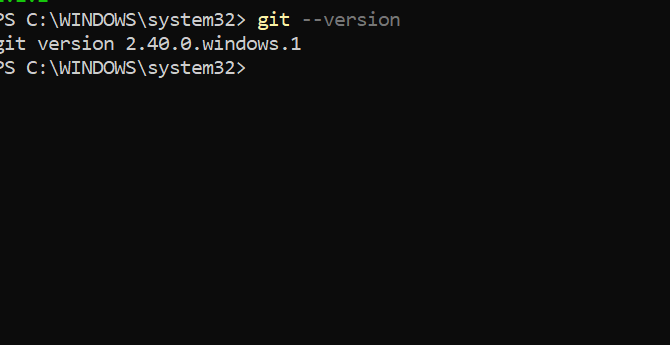 PS C:\WINDOWS\system32> git --version
git version 2.40.0.windows.1
PS C:\WINDOWS\system32>